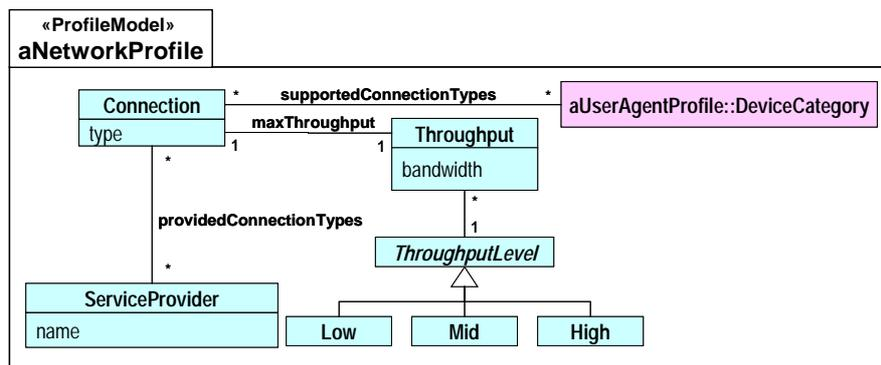 «ProfileModel»
aNetworkProfile
Connection
type
* supportedConnectionTypes *
aUserAgentProfile::DeviceCategory
maxThroughput
1 1
Throughput
bandwidth
*
providedConnectionTypes
*
*
1
ThroughputLevel
ServiceProvider
name
Low Mid High